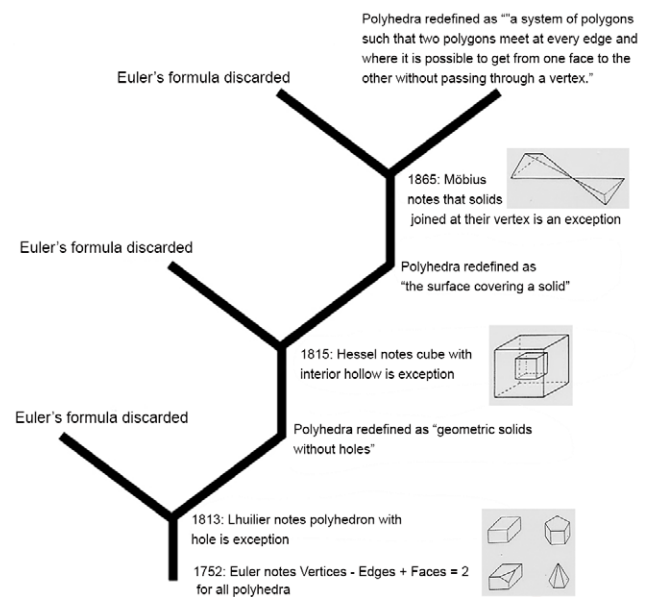 Polyhedra redefined as “"a system of polygons
such that two polygons meet at every edge and
where it is possible to get from one face to the
other without passing through a vertex.”
Euler’s formula discarded
1865: Möbius
notes that solids
joined at their vertex is an exception
Euler’s formula discarded
Polyhedra redefined as
“the surface covering a solid”
1815: Hessel notes cube with
interior hollow is exception
Euler’s formula discarded
Polyhedra redefined as “geometric solids
without holes”
1813: Lhuilier notes polyhedron with
hole is exception
1752: Euler notes Vertices - Edges + Faces = 2
for all polyhedra